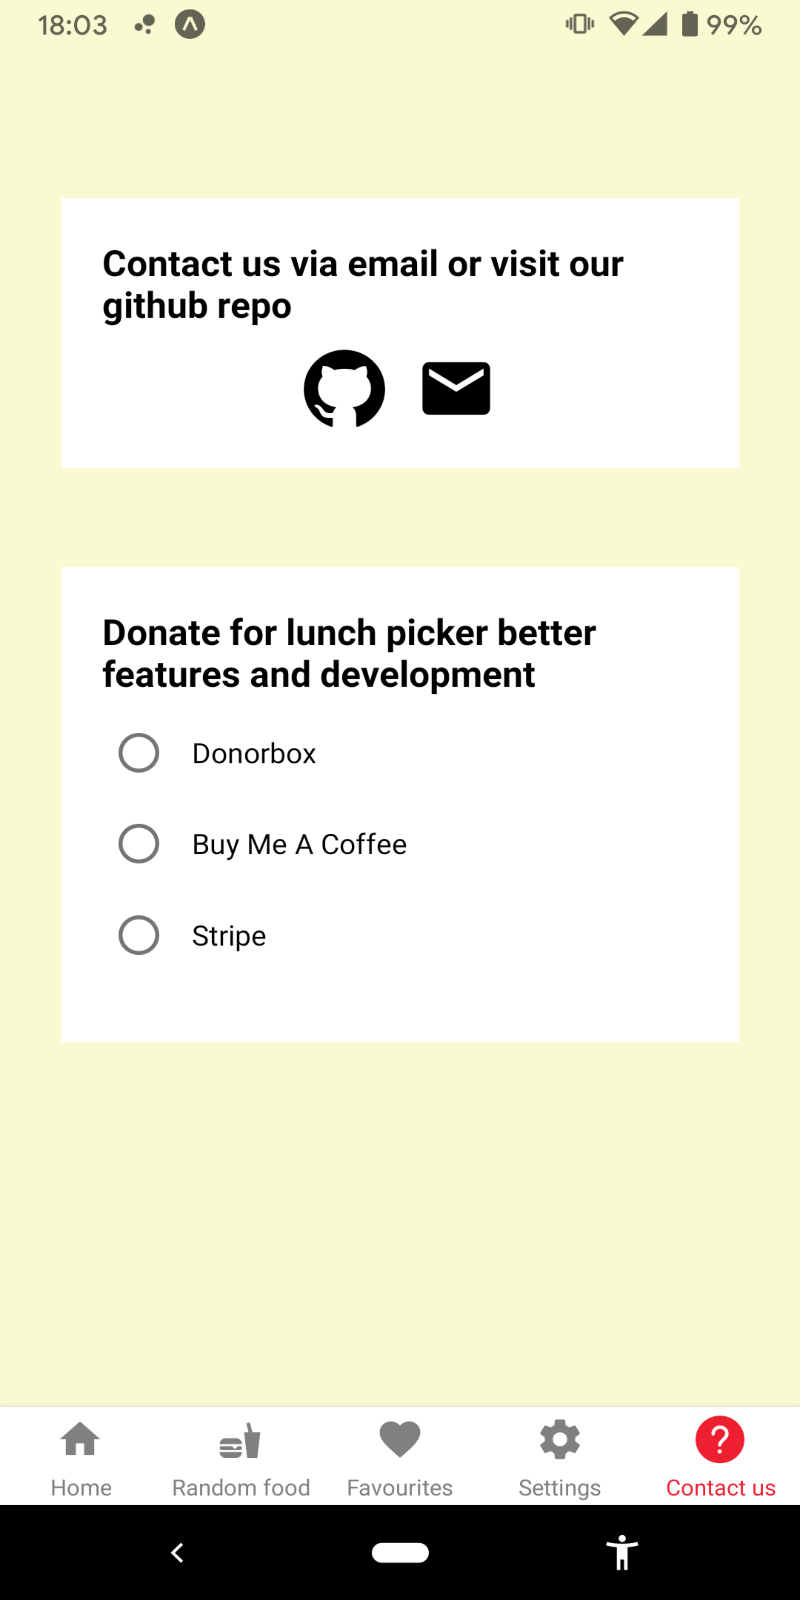 18:03
99%
Contact us via email or visit our
github repo
Donate for lunch picker better
features and development
Donorbox
Buy Me A Coffee
Stripe
Home Random food Favourites Settings Contact us